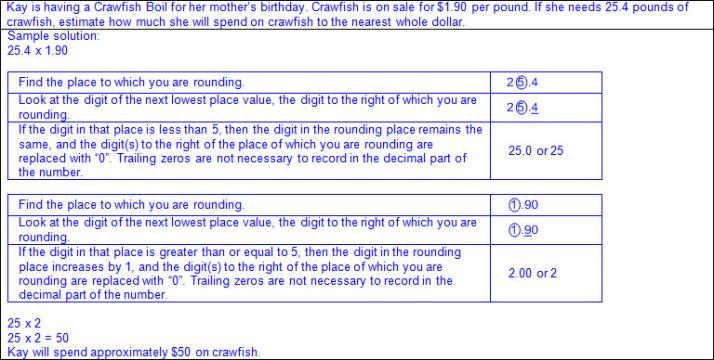 Kay is having a Crawfish Boil for her mother's birthday. Crawfish is on sale for $1.90 per pound. If she needs 25.4 pounds of
crawfish, estimate how much she will spend on crawfish to the nearest whole dollar.
Sample solution:
25.4 x 1.90
Find the place to which you are rounding.
25.4
Look at the digit of the next lowest place value, the digit to the right of which you are
rounding.
25.4
If the digit in that place is less than 5, then the digit in the rounding place remains the
same, and the digit(s) to the right of the place of which you are rounding are
replaced with "0". Trailing zeros are not necessary to record in the decimal part of
the number.
25.0 or 25
Find the place to which you are rounding.
1.90
Look at the digit of the next lowest place value, the digit to the right of which you are
rounding.
1.90
If the digit in that place is greater than or equal to 5, then the digit in the rounding
place increases by 1, and the digit(s) to the right of the place of which you are
rounding are replaced with "0". Trailing zeros are not necessary to record in the
decimal part of the number.
2.00 or 2
25 x 2
25 x 2 = 50
Kay will spend approximately $50 on crawfish.